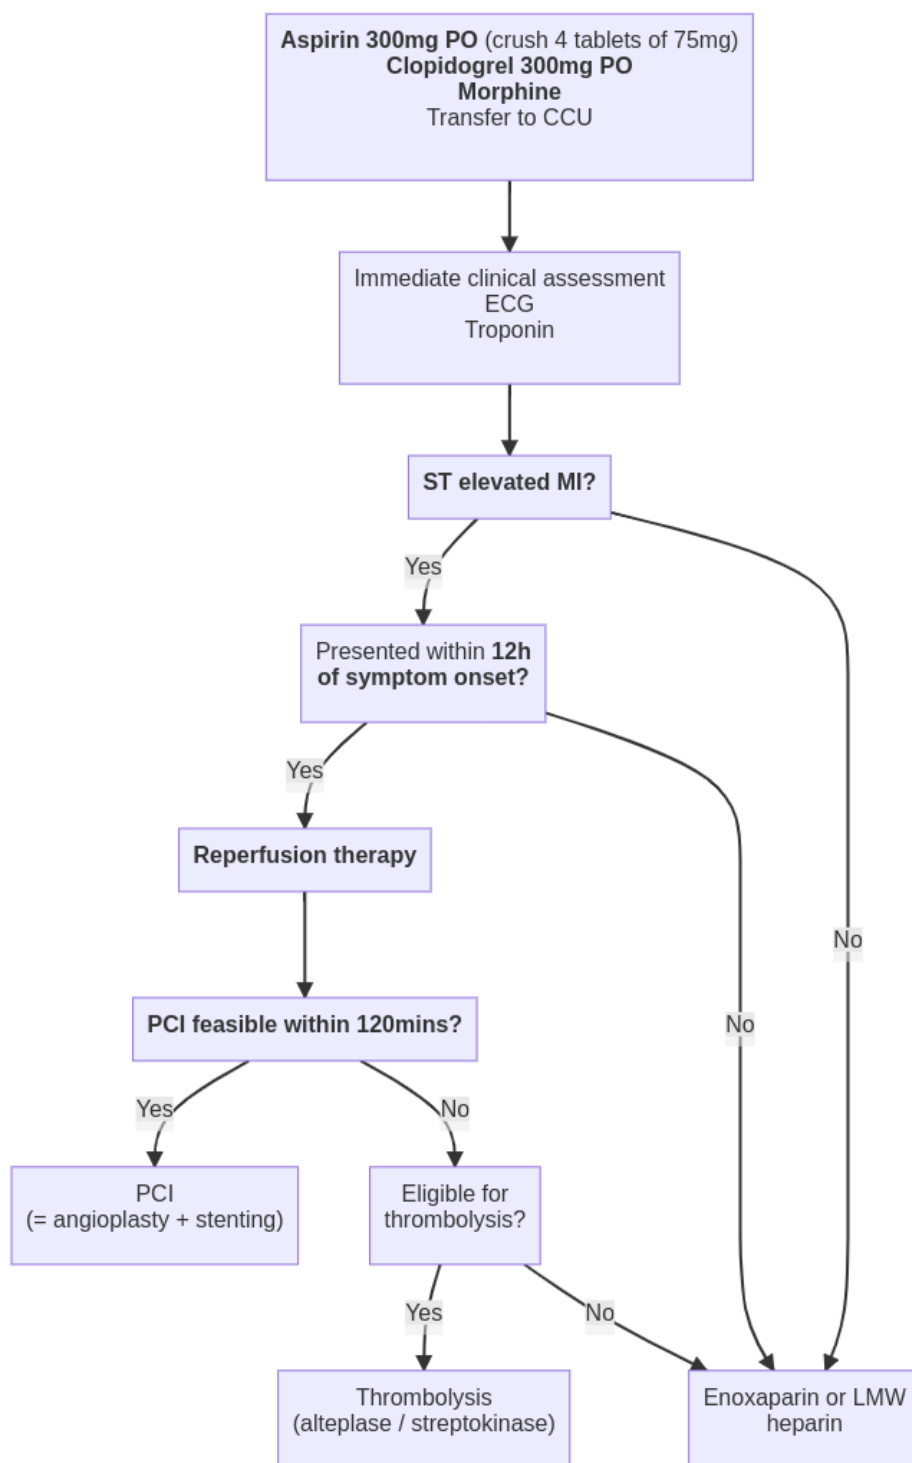 Aspirin 300mg PO (crush 4 tablets of 75mg)
Clopidogrel 300mg PO
Morphine
Transfer to CCU
Immediate clinical assessment
ECG
Troponin
ST elevated MI?
Yes
Presented within 12h
of symptom onset?
Yes
Reperfusion therapy
No
PCI feasible within 120mins?
No
Yes
No
PCI
(= angioplasty + stenting)
Eligible for
thrombolysis?
Yes
No
Thrombolysis
(alteplase / streptokinase)
Enoxaparin or LMW
heparin